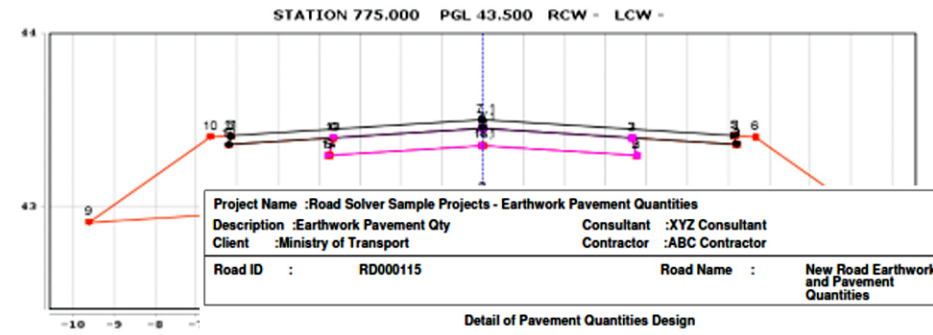 STATION 775.000 PGL 43.500 RCW - LCW -
44
10
6
43
9
Project Name :Road Solver Sample Projects - Earthwork Pavement Quantities
Description :Earthwork Pavement Qty Consultant :XYZ Consultant
Client :Ministry of Transport Contractor :ABC Contractor
Road ID : RD000115 Road Name : New Road Earthwork
and Pavement
Quantities
-10 -9 -8
Detail of Pavement Quantities Design